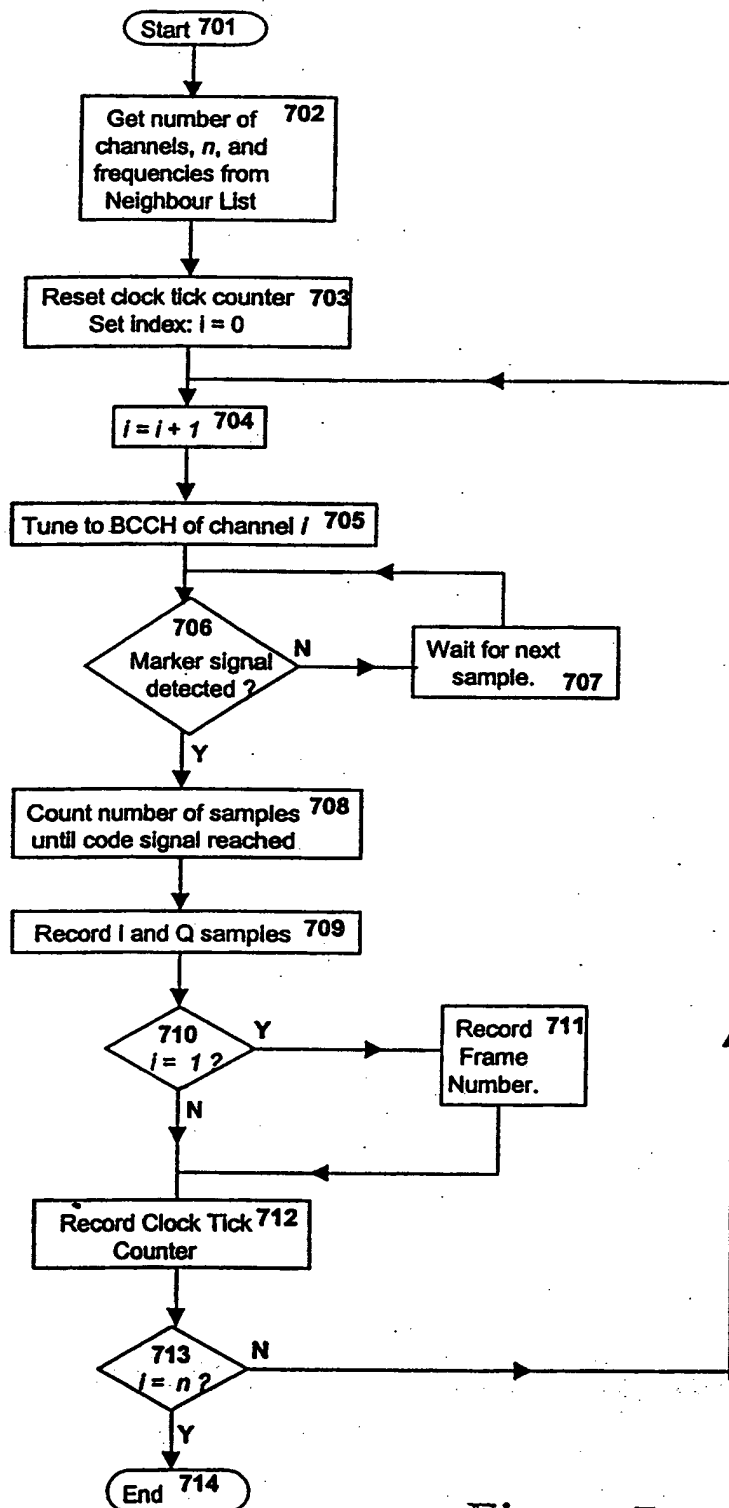 Start 701
Get number of 702
channels, n, and
frequencies from
Neighbour List
Reset clock tick counter 703
Set index: i = 0
i = i + 1 704
Tune to BCCH of channel i 705
706
Marker signal
detected ?
N
Wait for next
sample. 707
Y
Count number of samples 708
until code signal reached
Record I and Q samples 709
710
i = 1 ?
Y
Record 711
Frame
Number.
N
Record Clock Tick 712
Counter
713
i = n ?
N
Y
End 714